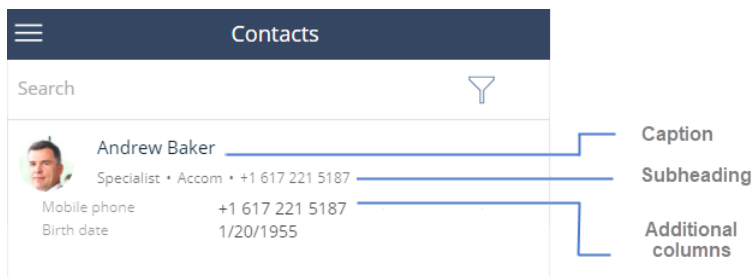 Contacts
Search
Caption
Andrew Baker
Specialist • Accom • +1 617 221 5187
Subheading
Mobile phone +1 617 221 5187
Birth date 1/20/1955
Additional
columns